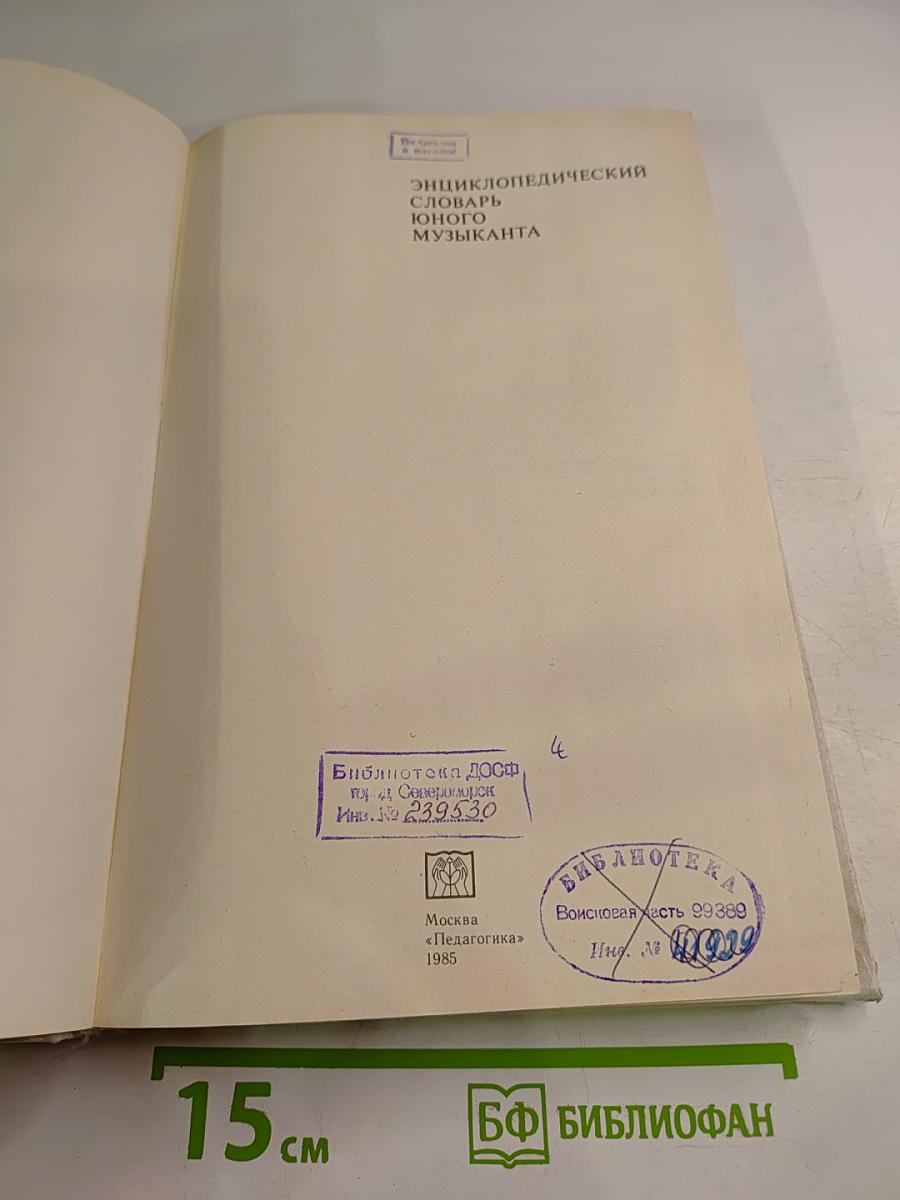 ЭНЦИКЛОПЕДИЧЕСКИЙ
СЛОВАРЬ
ЮНОГО
МУЗЫКАНТА
4
Библиотека ДОСФ
город Североморск
Инв. № 239530
БИБЛИОТЕКА
Воисковая часть 99389
Инв. №
Москва
«Педагогика»
1985
15 см
БФ БИБЛИОФАН